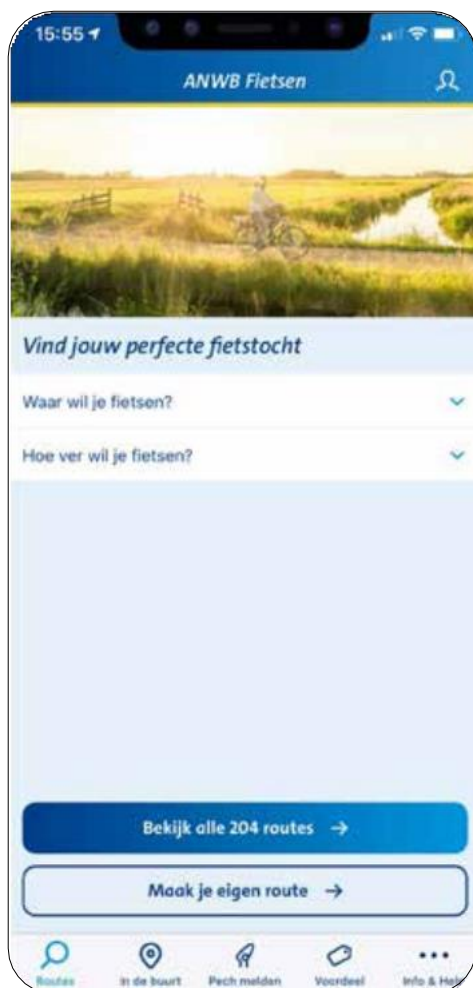 15:55
ANWB Fietsen
Vind jouw perfecte fietstocht
Waar wil je fietsen?
Hoe ver wil je fietsen?
Bekijk alle 204 routes →
Maak je eigen route →
Routes In de buurt Pech melden Voordeel Info & Help